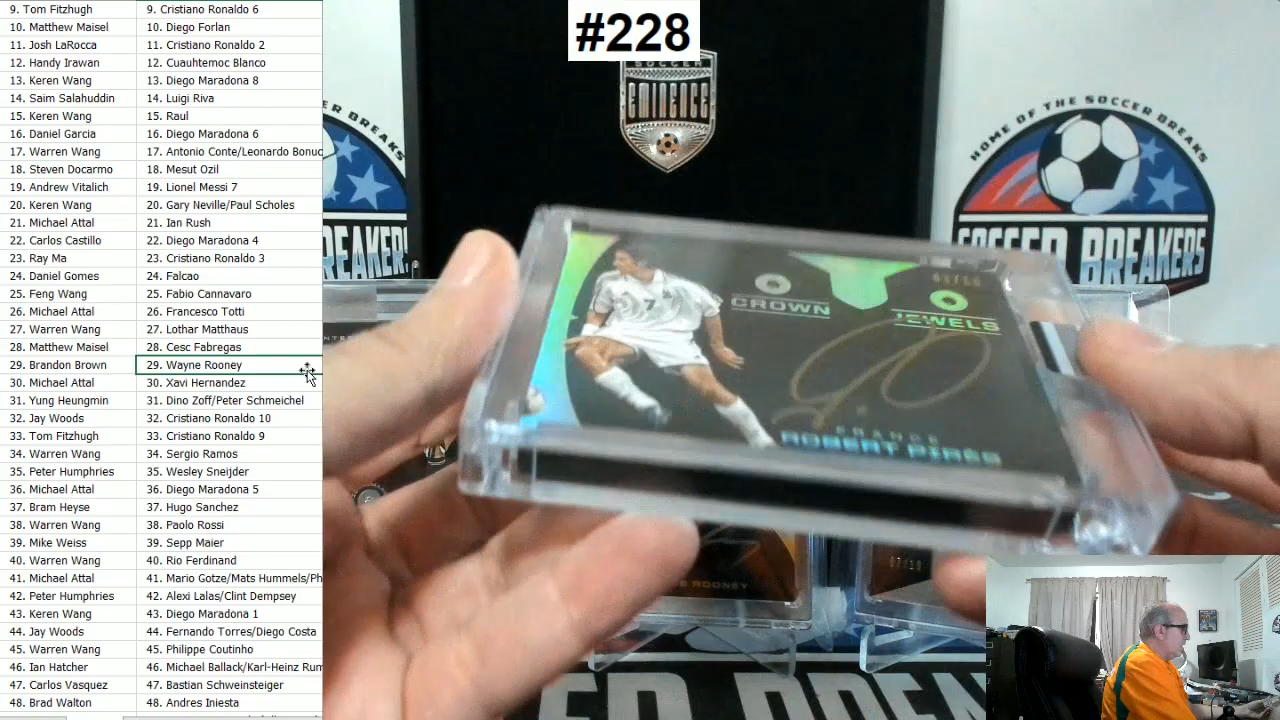 #228
9. Tom Fitzhugh 9. Cristiano Ronaldo 6
10. Matthew Maisel 10. Diego Forlan
11. Josh LaRocca 11. Cristiano Ronaldo 2
12. Handy Irawan 12. Cuauhtemoc Blanco
13. Keren Wang 13. Diego Maradona 8
14. Saim Salahuddin 14. Luigi Riva
15. Keren Wang 15. Raul
16. Daniel Garcia 16. Diego Maradona 6
17. Warren Wang 17. Antonio Conte/Leonardo Bonuc
18. Steven Docarmo 18. Mesut Ozil
19. Andrew Vitalich 19. Lionel Messi 7
20. Keren Wang 20. Gary Neville/Paul Scholes
21. Michael Attal 21. Ian Rush
22. Carlos Castillo 22. Diego Maradona 4
23. Ray Ma 23. Cristiano Ronaldo 3
24. Daniel Gomes 24. Falcao
25. Feng Wang 25. Fabio Cannavaro
26. Michael Attal 26. Francesco Totti
27. Warren Wang 27. Lothar Matthaus
28. Matthew Maisel 28. Cesc Fabregas
29. Brandon Brown 29. Wayne Rooney
30. Michael Attal 30. Xavi Hernandez
31. Yung Heungmin 31. Dino Zoff/Peter Schmeichel
32. Jay Woods 32. Cristiano Ronaldo 10
33. Tom Fitzhugh 33. Cristiano Ronaldo 9
34. Warren Wang 34. Sergio Ramos
35. Peter Humphries 35. Wesley Sneijder
36. Michael Attal 36. Diego Maradona 5
37. Bram Heyse 37. Hugo Sanchez
38. Warren Wang 38. Paolo Rossi
39. Mike Weiss 39. Sepp Maier
40. Warren Wang 40. Rio Ferdinand
41. Michael Attal 41. Mario Gotze/Mats Hummels/Ph
42. Peter Humphries 42. Alexi Lalas/Clint Dempsey
43. Keren Wang 43. Diego Maradona 1
44. Jay Woods 44. Fernando Torres/Diego Costa
45. Warren Wang 45. Philippe Coutinho
46. Ian Hatcher 46. Michael Ballack/Karl-Heinz Rum
47. Carlos Vasquez 47. Bastian Schweinsteiger
48. Brad Walton 48. Andres Iniesta
SOCCER
EMINENCE
ER BREAKS
REAKER
HOME OF THE SOCCER BREAKS
SOCCER BREAKERS
CROWN
JEWELS
7
FRANCE
ROBERT PIRES
ROONEY
07/10